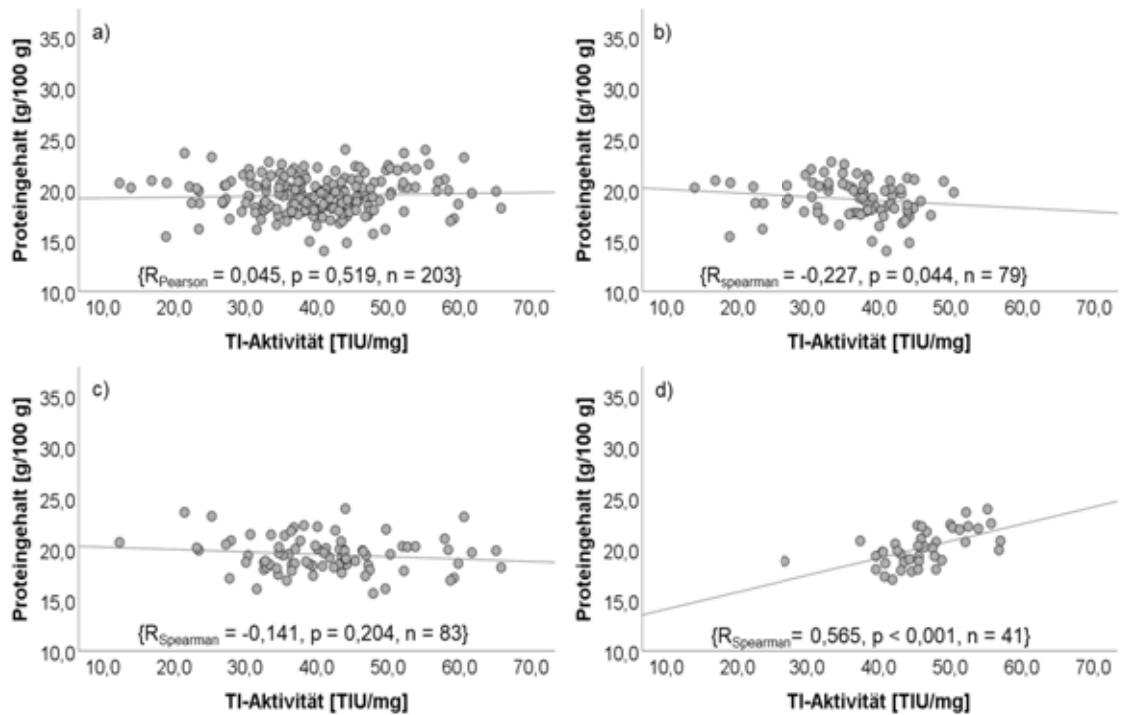 a)
Proteingehalt [g/100 g]
35,0
30,0
25,0
20,0
15,0
10,0
{RPearson = 0,045, p = 0,519, n = 203}
10,0 20,0 30,0 40,0 50,0 60,0 70,0
TI-Aktivität [TIU/mg]
b)
Proteingehalt [g/100 g]
35,0
30,0
25,0
20,0
15,0
10,0
{Rspearman = -0,227, p = 0,044, n = 79}
10,0 20,0 30,0 40,0 50,0 60,0 70,0
TI-Aktivität [TIU/mg]
c)
Proteingehalt [g/100 g]
35,0
30,0
25,0
20,0
15,0
10,0
{RSpearman = -0,141, p = 0,204, n = 83}
10,0 20,0 30,0 40,0 50,0 60,0 70,0
TI-Aktivität [TIU/mg]
d)
Proteingehalt [g/100 g]
35,0
30,0
25,0
20,0
15,0
10,0
{RSpearman= 0,565, p < 0,001, n = 41}
10,0 20,0 30,0 40,0 50,0 60,0 70,0
TI-Aktivität [TIU/mg]